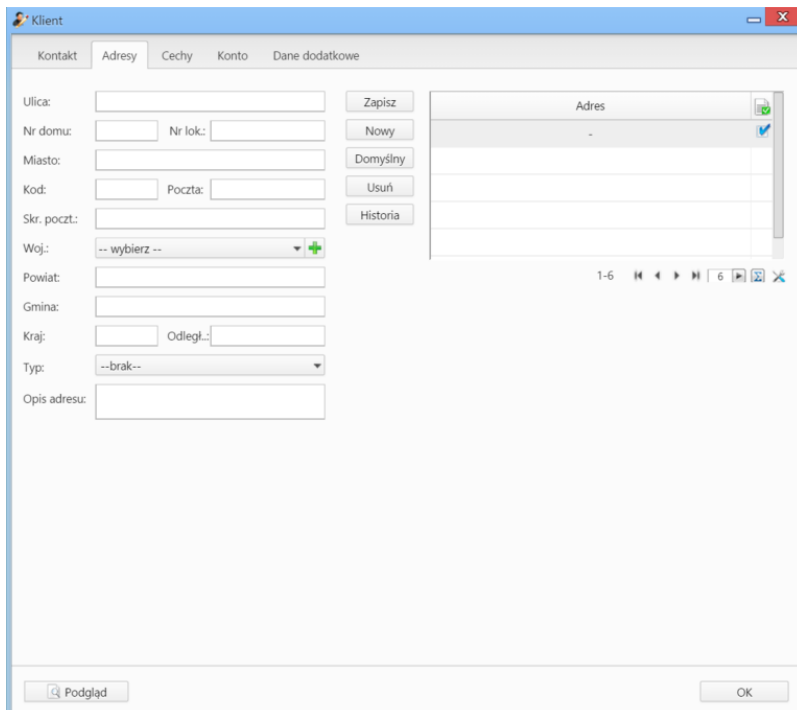 Klient
Kontakt Adresy Cechy Konto Dane dodatkowe
Ulica: Zapisz Adres
Nr domu: Nr lok.: Nowy -
Miasto: Domyślny
Kod: Poczta: Usuń
Skr. poczt.: Historia
Woj.: -- wybierz --
Powiat: 1-6 6
Gmina:
Kraj: Odległ..:
Typ: --brak--
Opis adresu:
Podgląd OK